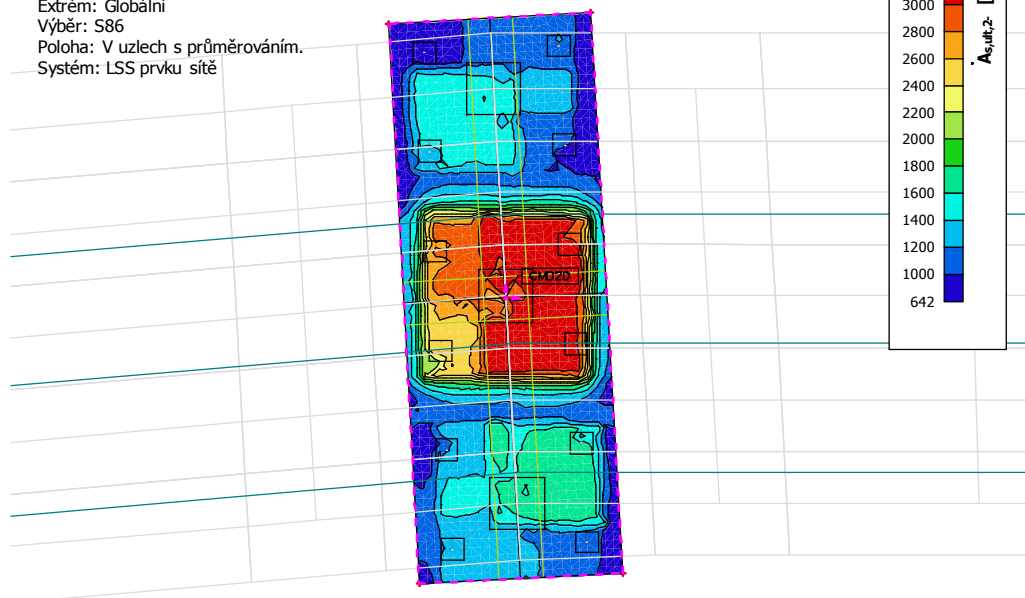 Extrém: Globální
Výběr: S86
Poloha: V uzlech s průměrováním.
Systém: LSS prvku sítě
3000
2800
2600
2400
2200
2000
1800
1600
1400
1200
1000
642
As,ult,2- [